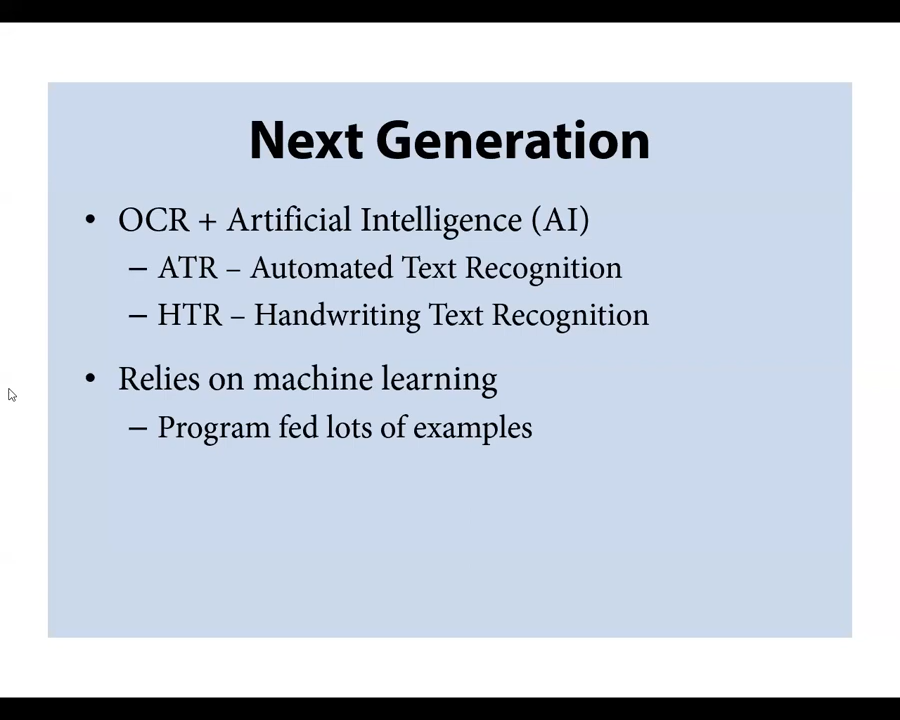 Next Generation
• OCR + Artificial Intelligence (AI)
– ATR – Automated Text Recognition
– HTR – Handwriting Text Recognition
• Relies on machine learning
– Program fed lots of examples